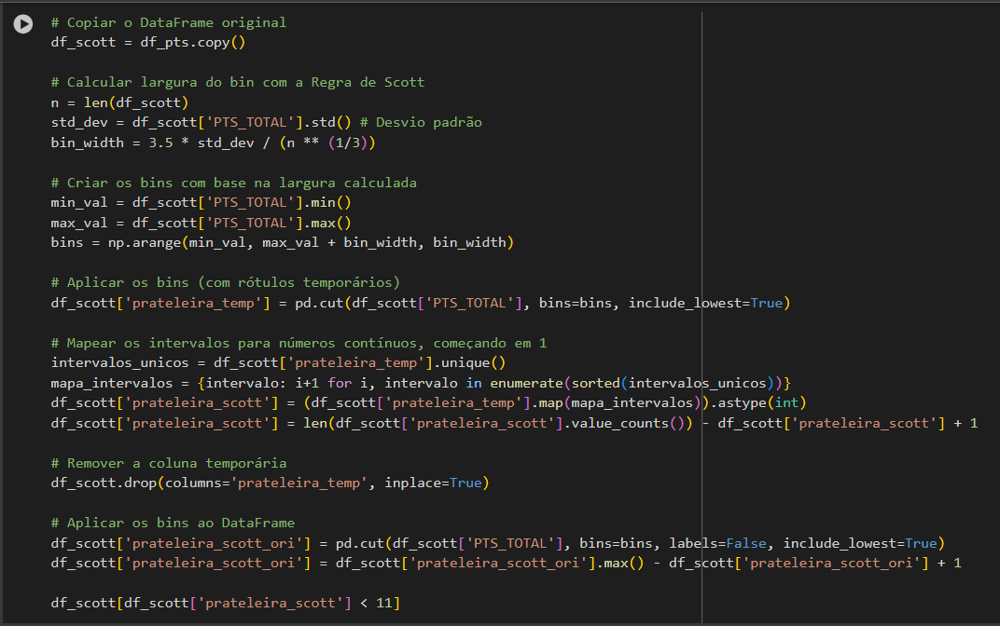 # Copiar o DataFrame original
df_scott = df_pts.copy()
# Calcular largura do bin com a Regra de Scott
n = len(df_scott)
std_dev = df_scott['PTS_TOTAL'].std() # Desvio padrão
bin_width = 3.5 * std_dev / (n ** (1/3))
# Criar os bins com base na largura calculada
min_val = df_scott['PTS_TOTAL'].min()
max_val = df_scott['PTS_TOTAL'].max()
bins = np.arange(min_val, max_val + bin_width, bin_width)
# Aplicar os bins (com rótulos temporários)
df_scott['prateleira_temp'] = pd.cut(df_scott['PTS_TOTAL'], bins=bins, include_lowest=True)
# Mapear os intervalos para números contínuos, começando em 1
intervalos_unicos = df_scott['prateleira_temp'].unique()
mapa_intervalos = {intervalo: i+1 for i, intervalo in enumerate(sorted(intervalos_unicos))}
df_scott['prateleira_scott'] = (df_scott['prateleira_temp'].map(mapa_intervalos)).astype(int)
df_scott['prateleira_scott'] = len(df_scott['prateleira_scott'].value_counts()) - df_scott['prateleira_scott'] + 1
# Remover a coluna temporária
df_scott.drop(columns='prateleira_temp', inplace=True)
# Aplicar os bins ao DataFrame
df_scott['prateleira_scott_ori'] = pd.cut(df_scott['PTS_TOTAL'], bins=bins, labels=False, include_lowest=True)
df_scott['prateleira_scott_ori'] = df_scott['prateleira_scott_ori'].max() - df_scott['prateleira_scott_ori'] + 1
df_scott[df_scott['prateleira_scott'] < 11]